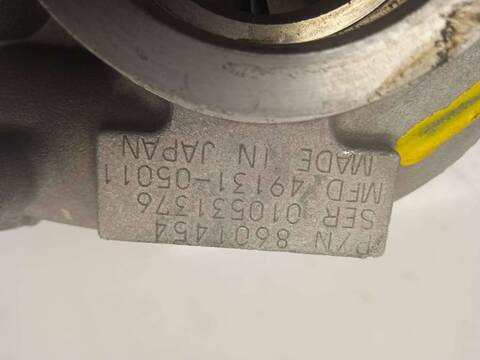 P/N 8601454
SER 010531376
MFD 49131-05011
MADE IN JAPAN